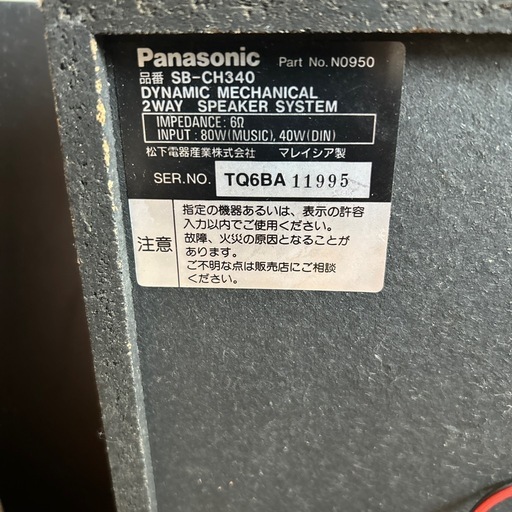 Panasonic Part No. N0950
品番 SB-CH340
DYNAMIC MECHANICAL
2WAY SPEAKER SYSTEM
IMPEDANCE: 6Ω
INPUT: 80W(MUSIC), 40W(DIN)
松下電器産業株式会社 マレイシア製
SER.NO. TQ6BA 11995
注意
指定の機器あるいは、表示の許容
入力以内でご使用ください。
故障、火災の原因となることが
あります。
ご不明な点は販売店にご相談
ください。